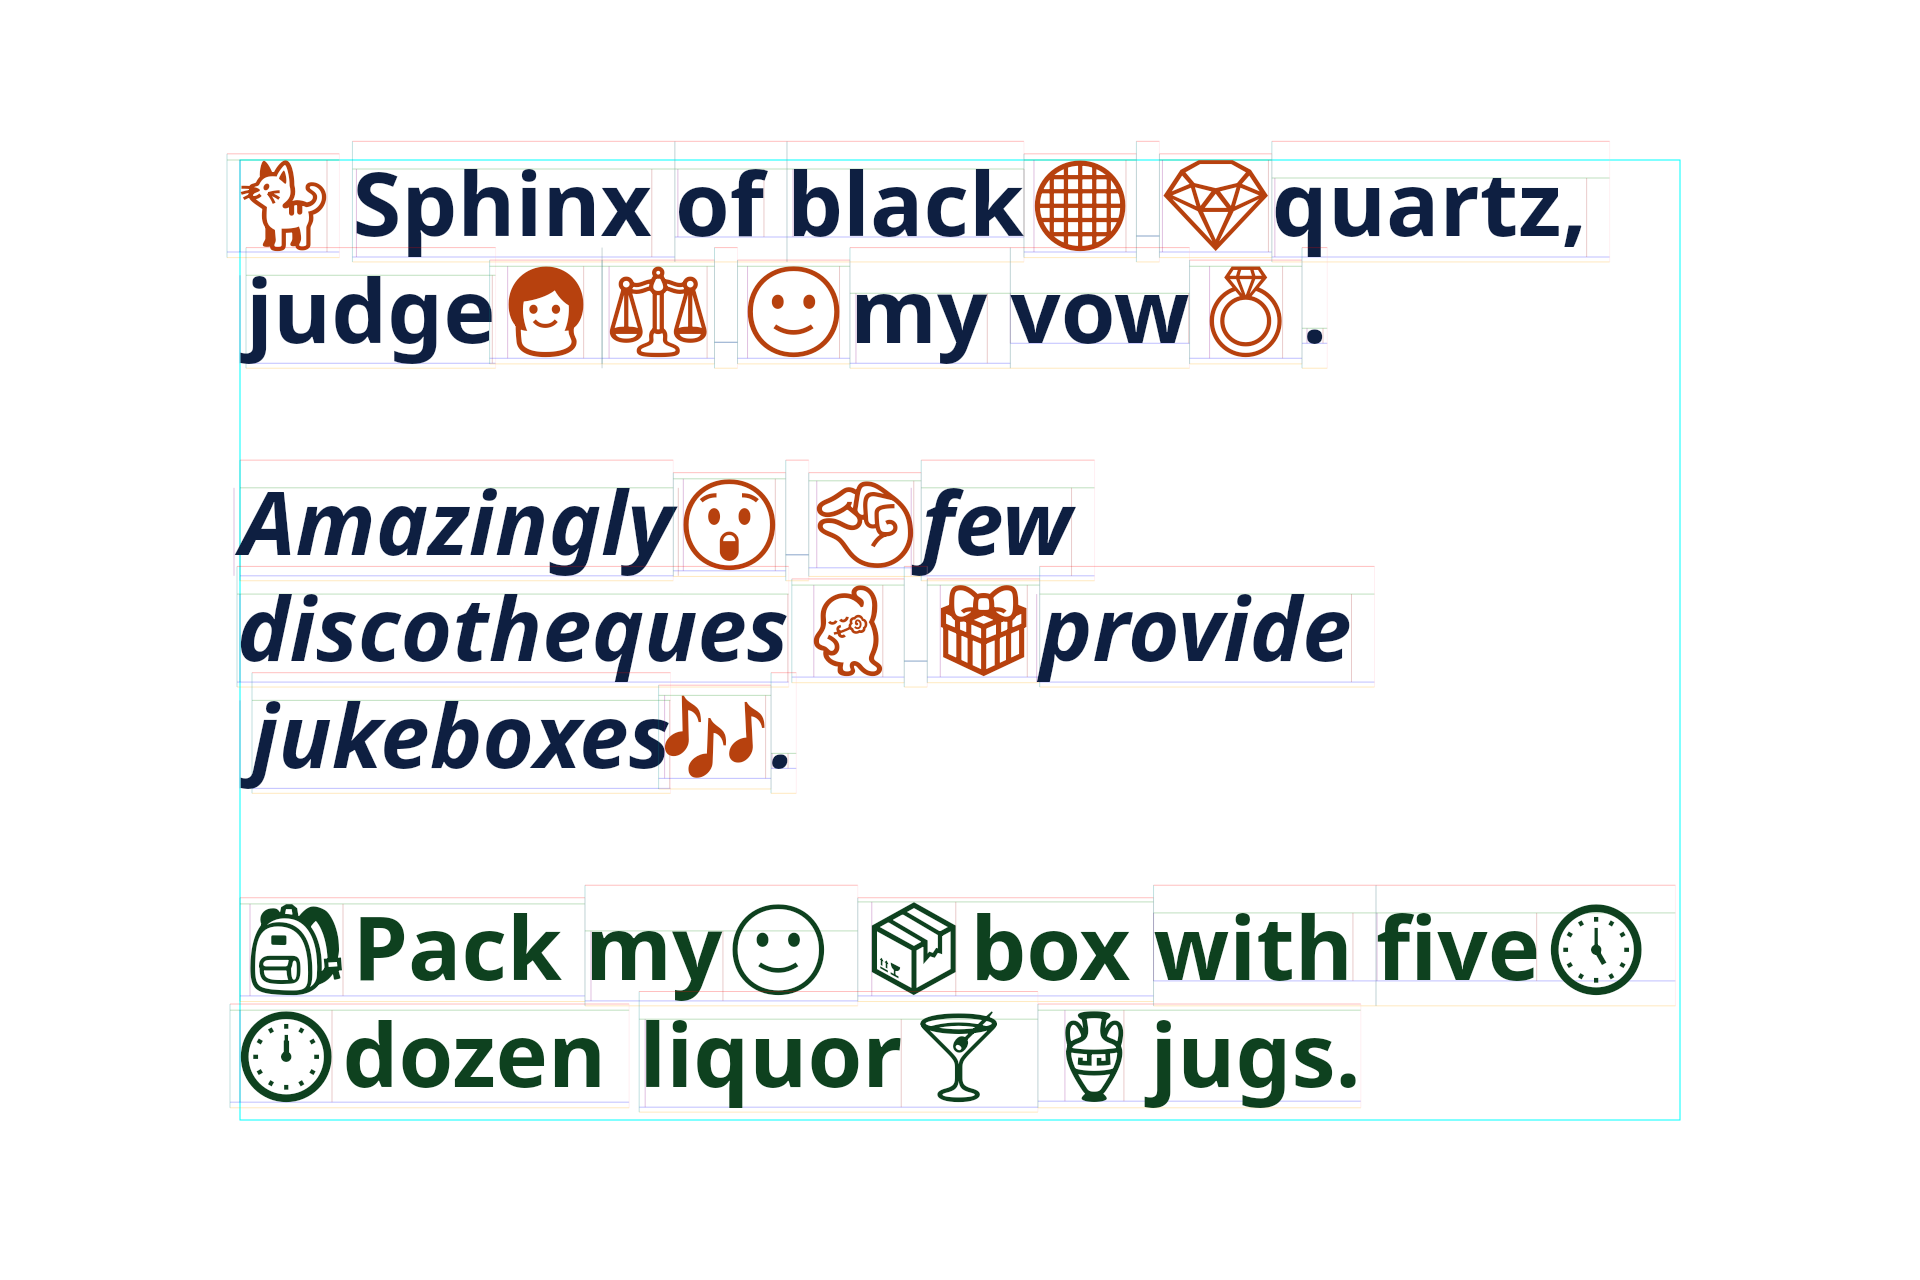 🐈 Sphinx of black🌐 💎quartz,
judge👩⚖ 🙂my vow💍.
Amazingly😲 🤏few
discotheques 🪩 🎁provide
jukeboxes🎶.
🎒Pack my🙂 📦box with five🕔
🕛dozen liquor🍸 🏺jugs.